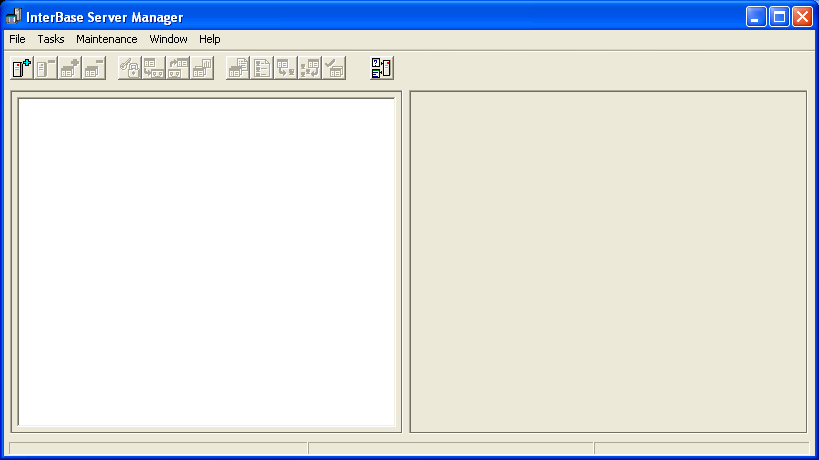 InterBase Server Manager
File Tasks Maintenance Window Help